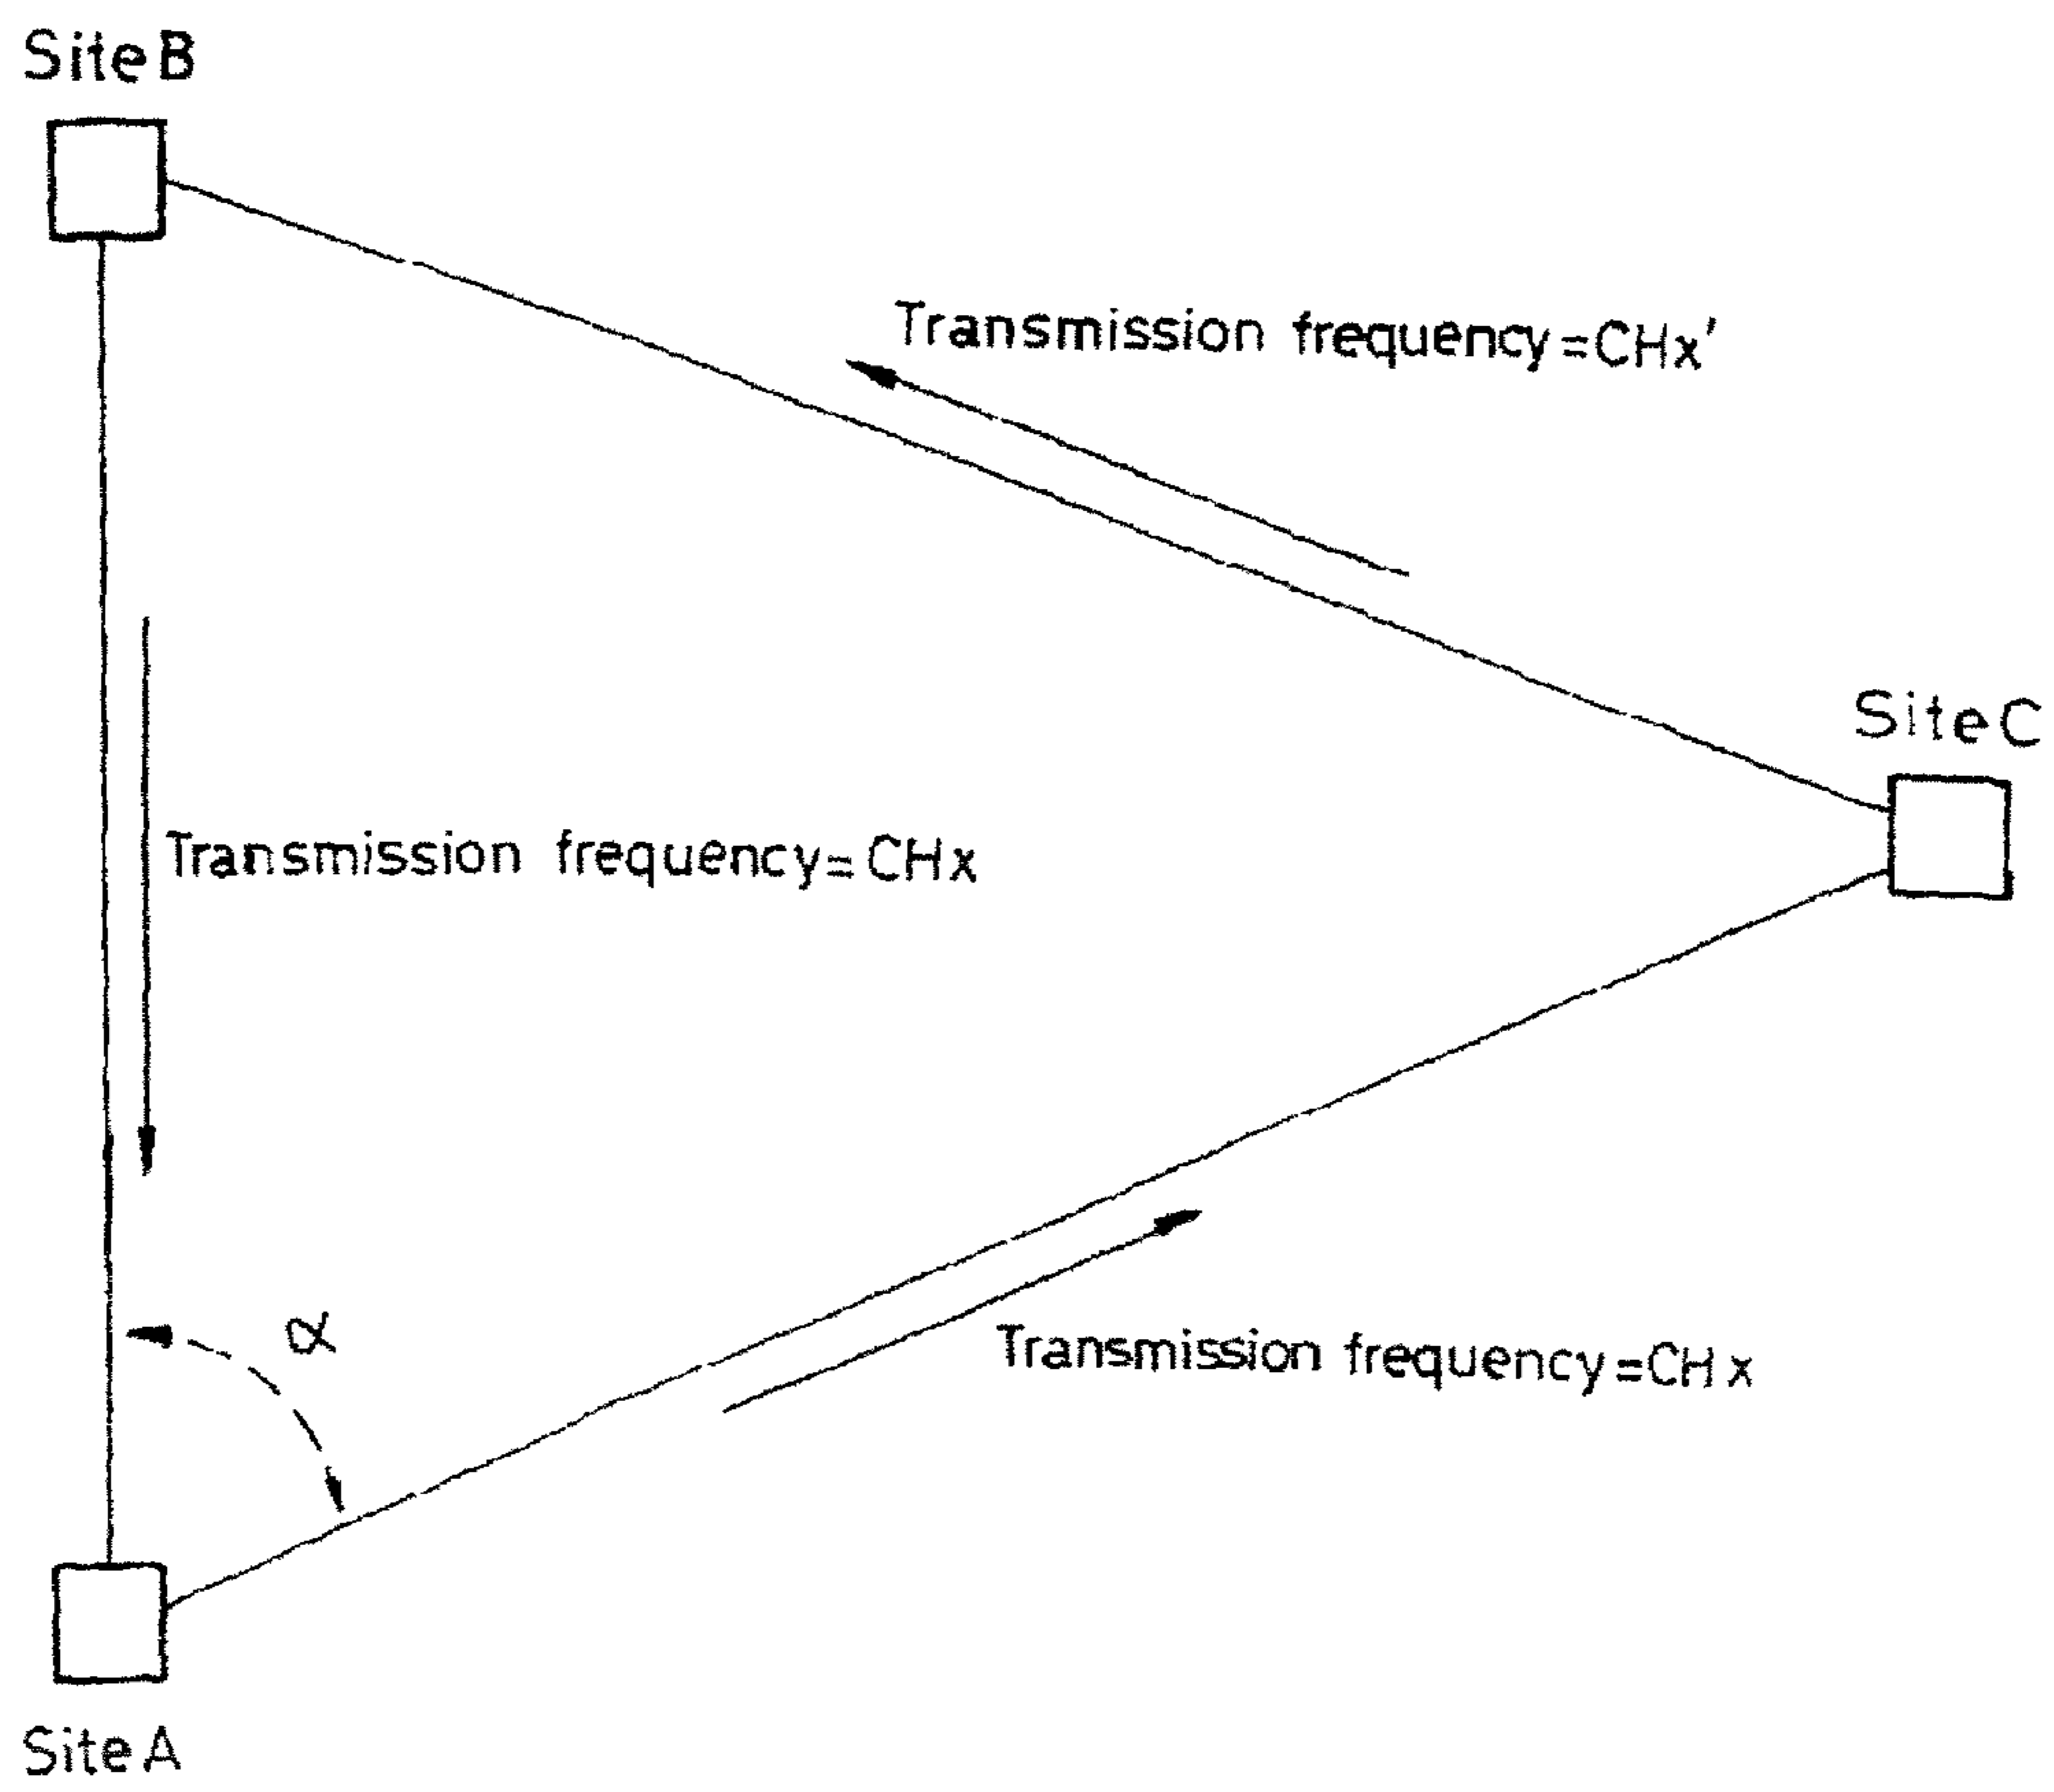 Site B
Transmission frequency=CHx′
Site C
Transmission frequency=CHx
α
Transmission frequency=CHx
Site A